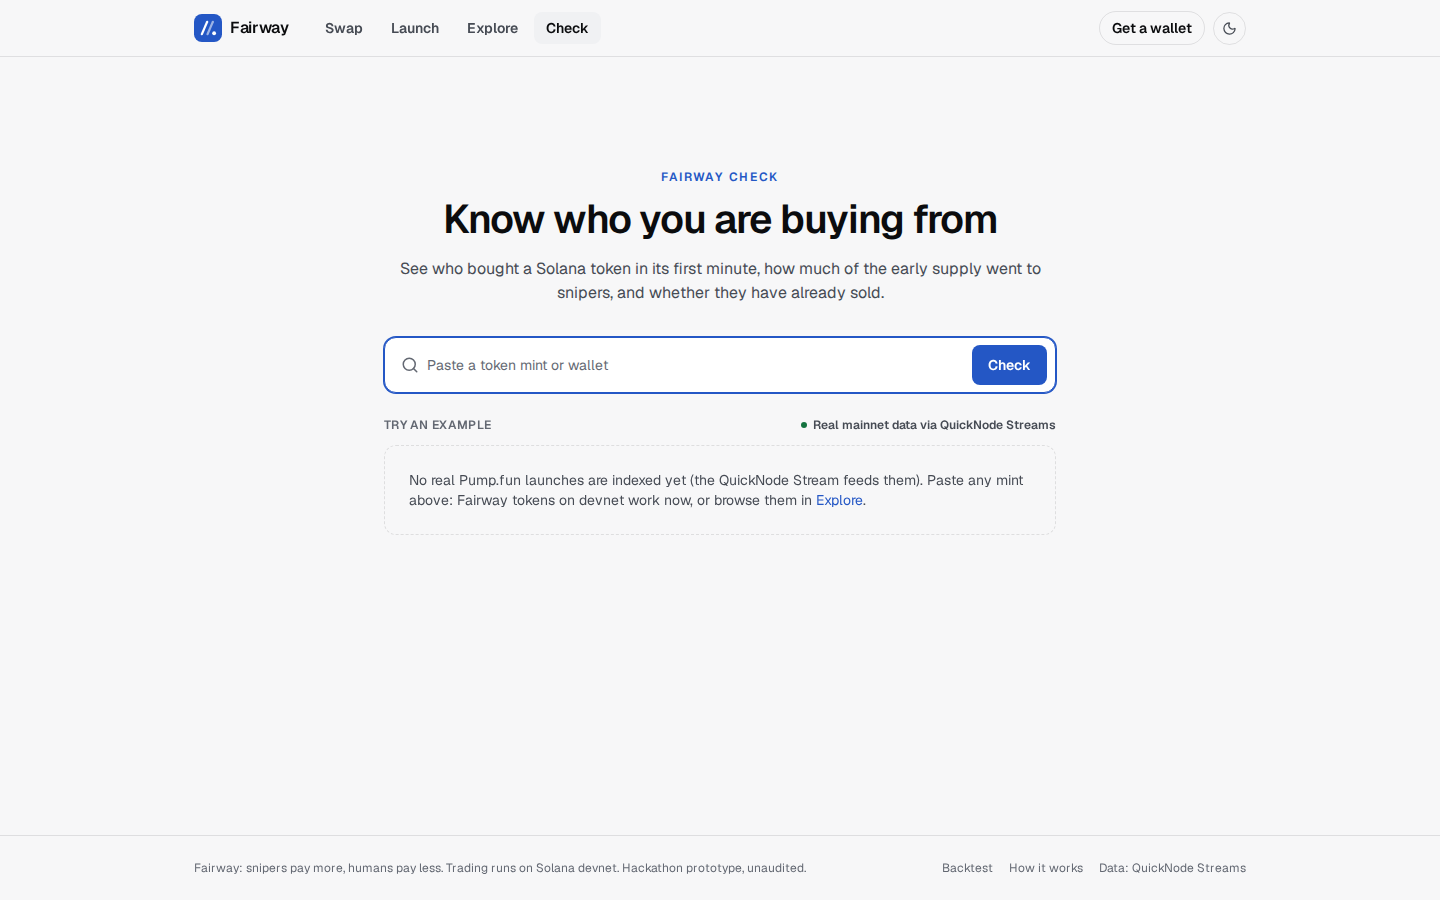 Fairway
Swap
Launch
Explore
Check
Get a wallet
FAIRWAY CHECK
Know who you are buying from
See who bought a Solana token in its first minute, how much of the early supply went to
snipers, and whether they have already sold.
Paste a token mint or wallet
Check
TRY AN EXAMPLE
Real mainnet data via QuickNode Streams
No real Pump.fun launches are indexed yet (the QuickNode Stream feeds them). Paste any mint
above: Fairway tokens on devnet work now, or browse them in Explore.
Fairway: snipers pay more, humans pay less. Trading runs on Solana devnet. Hackathon prototype, unaudited.
Backtest
How it works
Data: QuickNode Streams